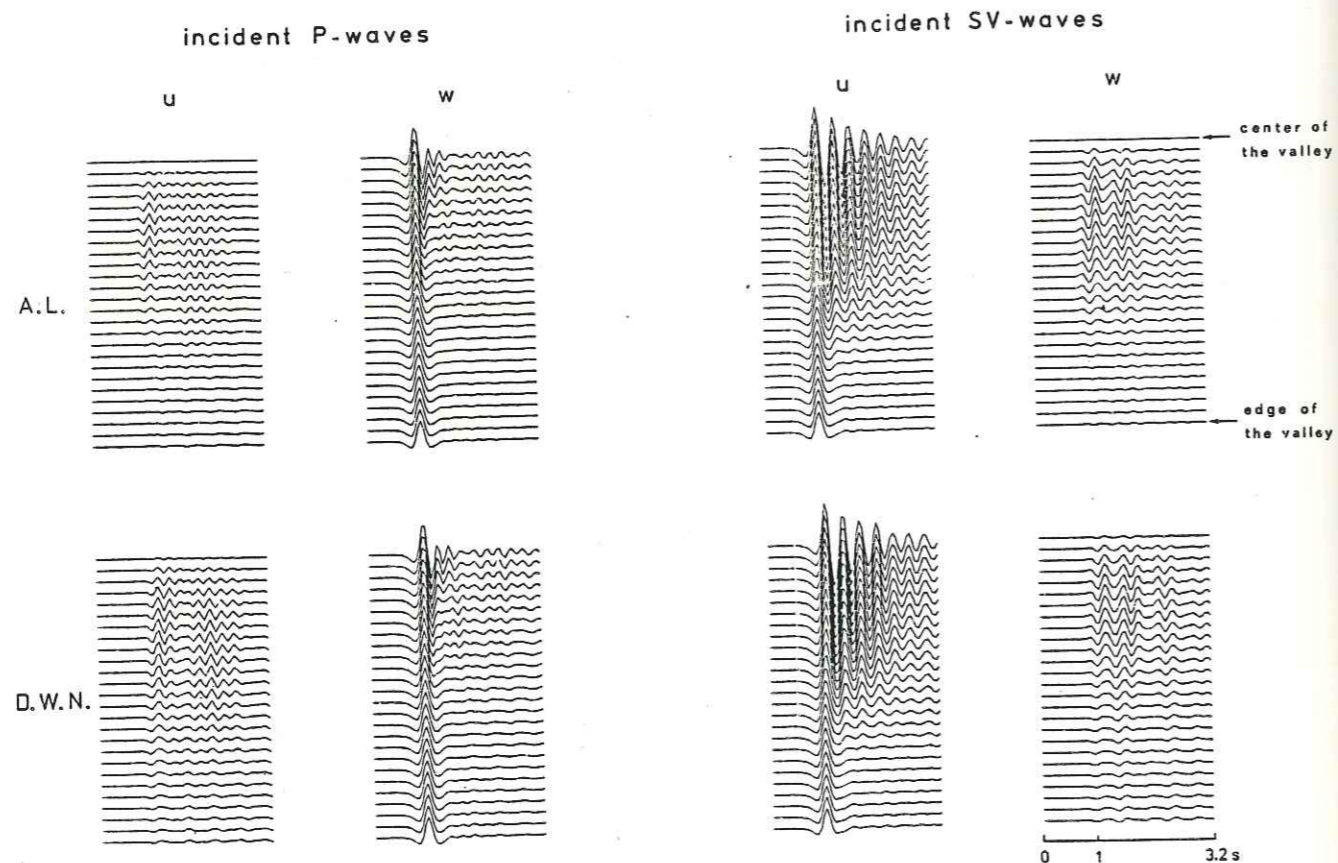 incident P-waves
incident SV-waves
u
w
u
w
center of
the valley
A.L.
edge of
the valley
D.W.N.
0 1 3.2 s